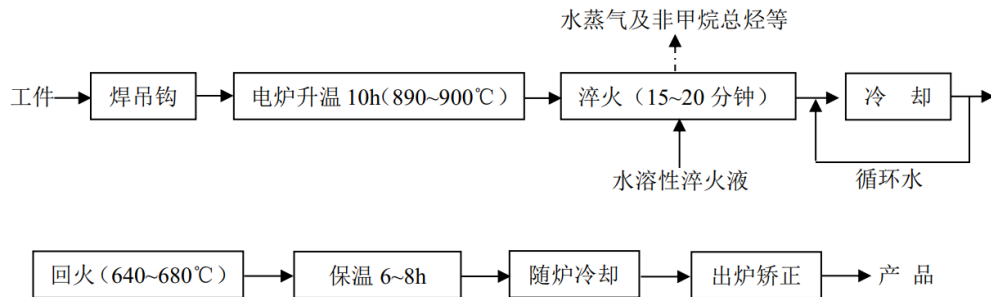 水蒸气及非甲烷总烃等
工件
焊吊钩
电炉升温 10h(890~900℃)
淬火(15~20 分钟)
冷 却
水溶性淬火液
循环水
回火(640~680℃)
保温 6~8h
随炉冷却
出炉矫正
产 品